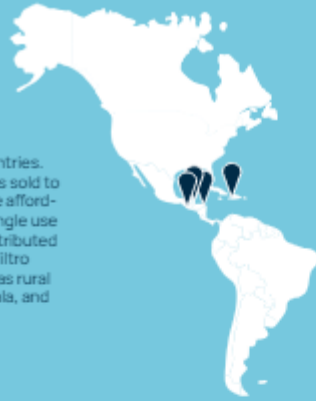 ntries.
s sold to
e afford-
ngle use
tributed
iltro
as rural
la, and